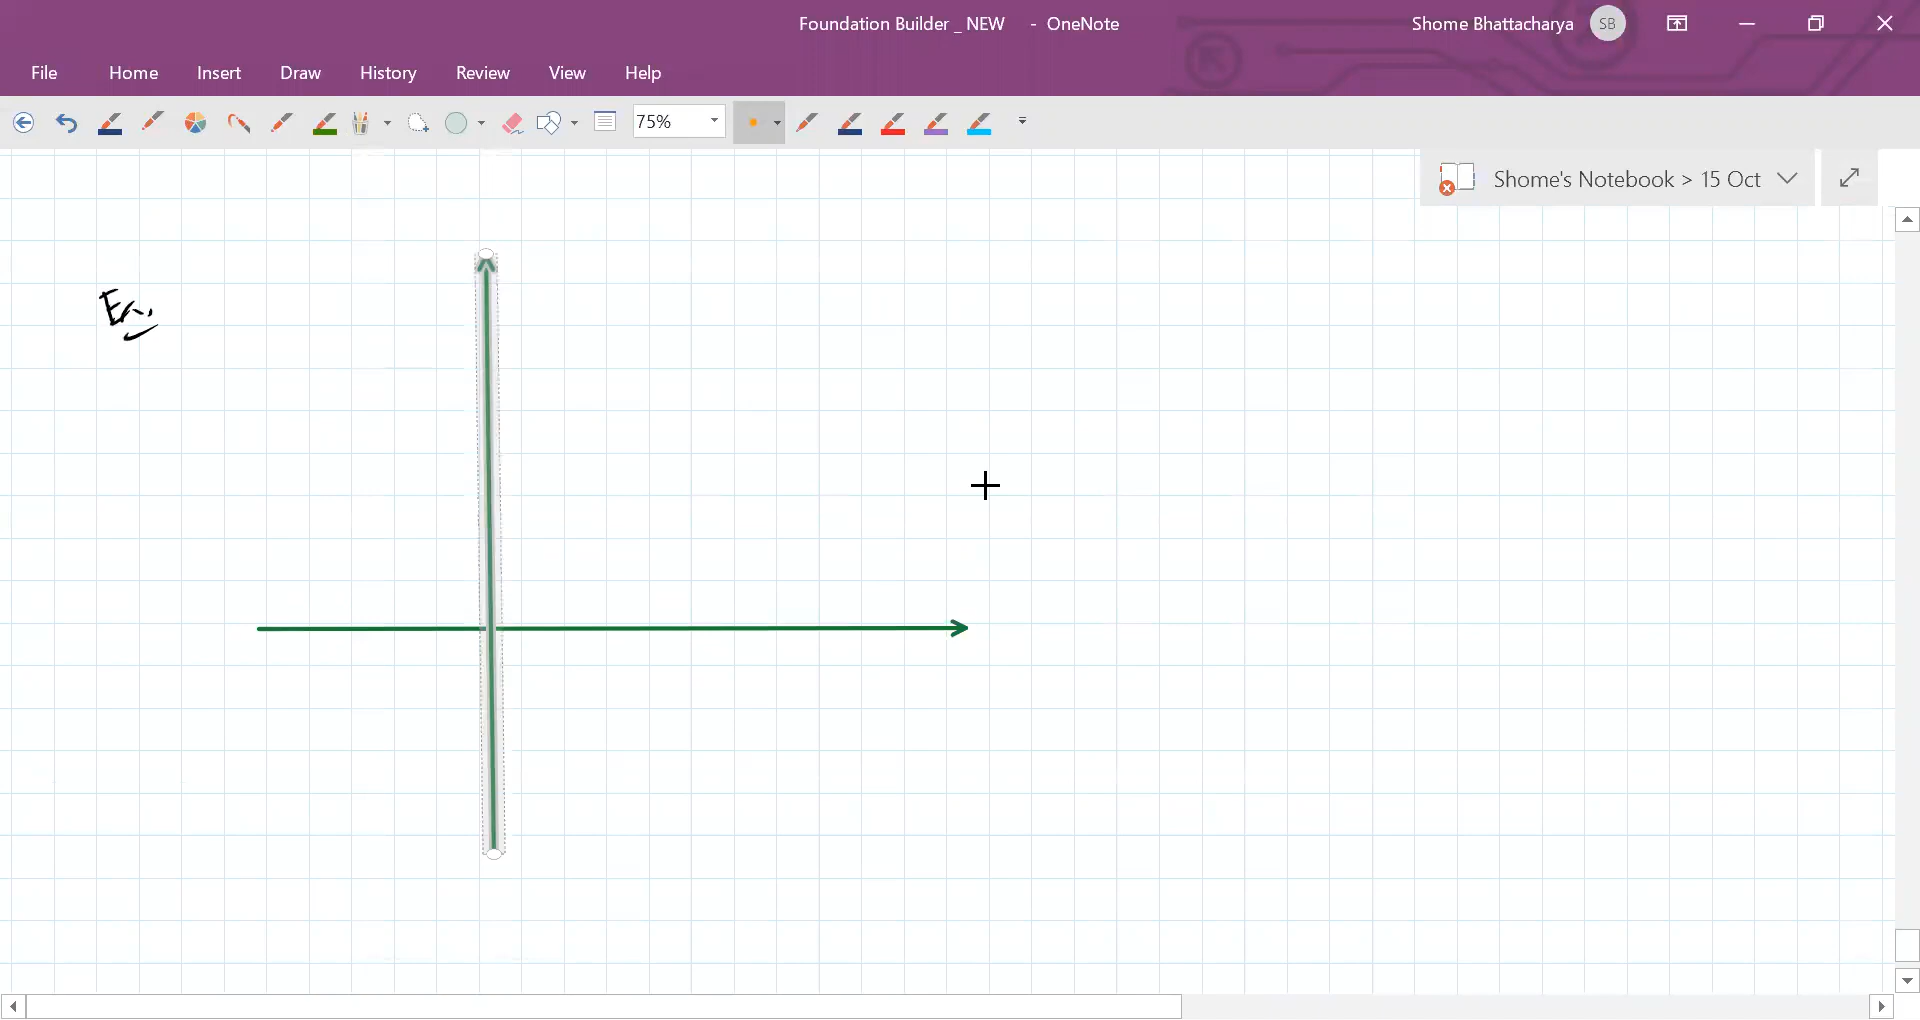 Foundation Builder _ NEW - OneNote
Shome Bhattacharya
SB
File Home Insert Draw History Review View Help
75%
Shome's Notebook > 15 Oct
Ex.